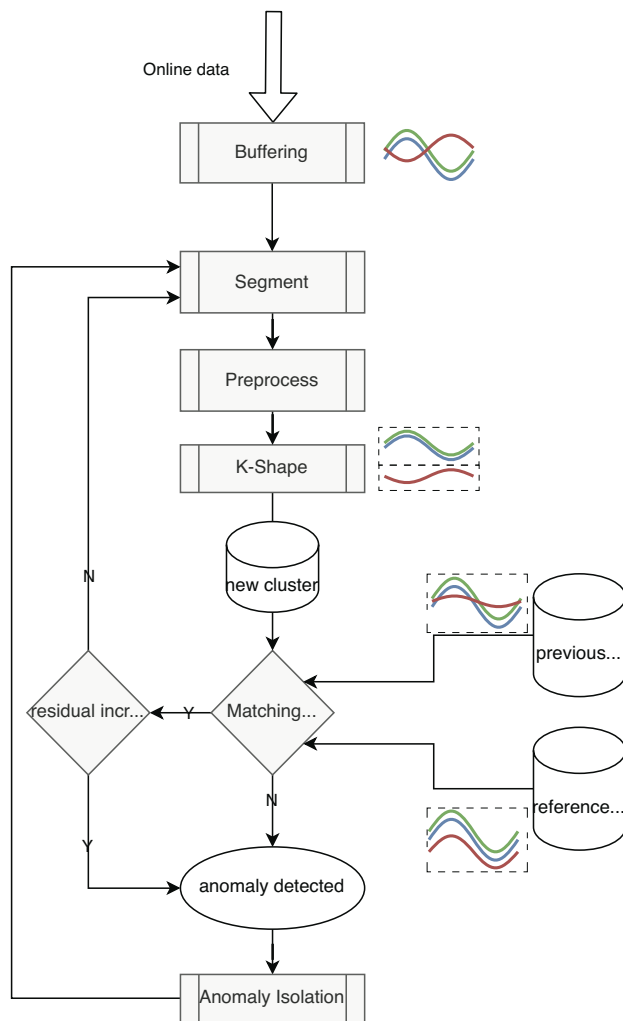 Online data
Buffering
Segment
Preprocess
K-Shape
new cluster
N
previous...
residual incr...
Y
Matching...
reference...
N
Y
anomaly detected
Anomaly Isolation